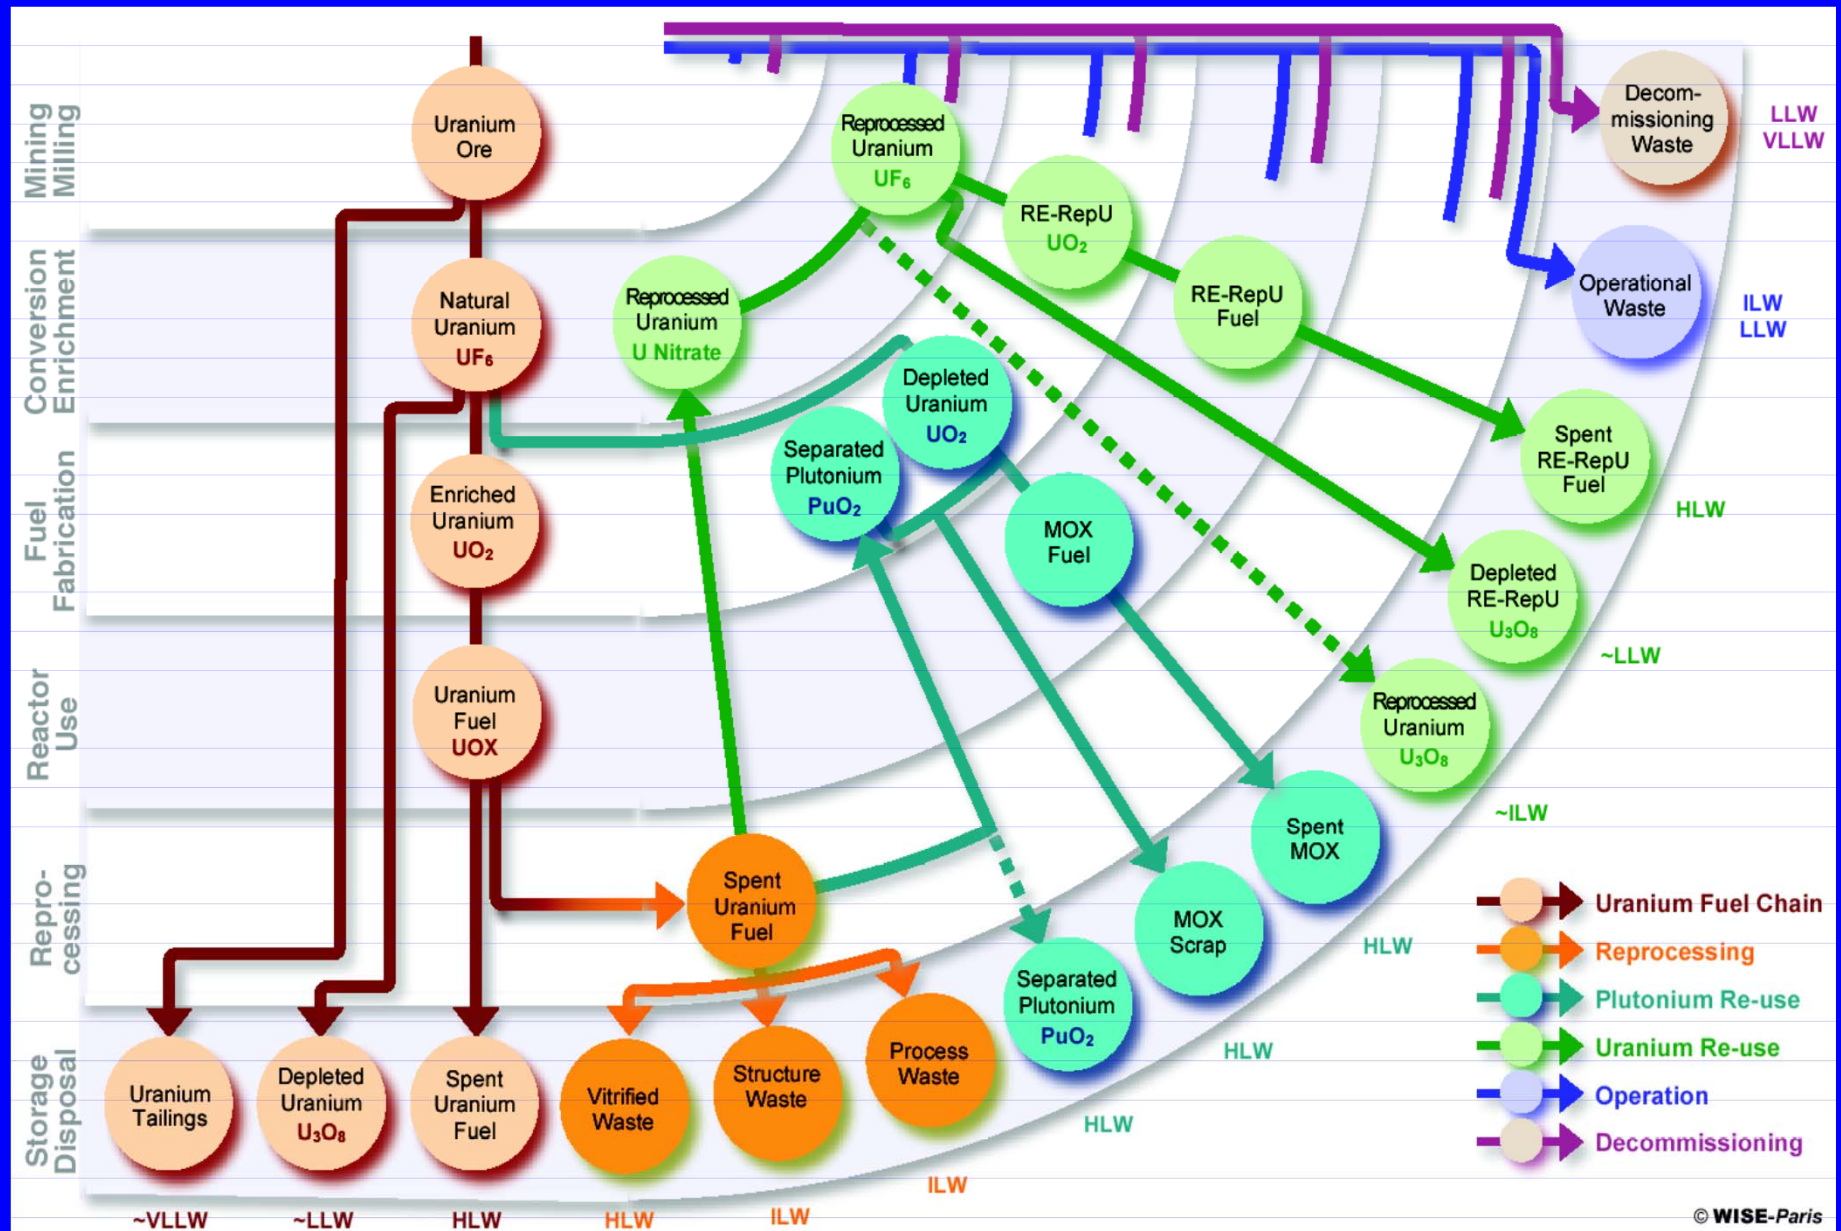 Mining
Milling
Conversion
Enrichment
Fuel
Fabrication
Reactor
Use
Repro-
cessing
Storage
Disposal
Uranium
Ore
Natural
Uranium
UF₆
Enriched
Uranium
UO₂
Uranium
Fuel
UOX
Uranium
Tailings
~VLLW
Depleted
Uranium
U₃O₈
~LLW
Spent
Uranium
Fuel
HLW
Spent
Uranium
Fuel
Vitrified
Waste
HLW
Structure
Waste
ILW
Process
Waste
ILW
Reprocessed
Uranium
U Nitrate
Reprocessed
Uranium
UF₆
RE-RepU
UO₂
RE-RepU
Fuel
Spent
RE-RepU
Fuel
HLW
Depleted
RE-RepU
U₃O₈
~LLW
Reprocessed
Uranium
U₃O₈
~ILW
Depleted
Uranium
UO₂
Separated
Plutonium
PuO₂
MOX
Fuel
Spent
MOX
HLW
MOX
Scrap
HLW
Separated
Plutonium
PuO₂
HLW
Decom-
missioning
Waste
LLW
VLLW
Operational
Waste
ILW
LLW
Uranium Fuel Chain
Reprocessing
Plutonium Re-use
Uranium Re-use
Operation
Decommissioning
© WISE-Paris